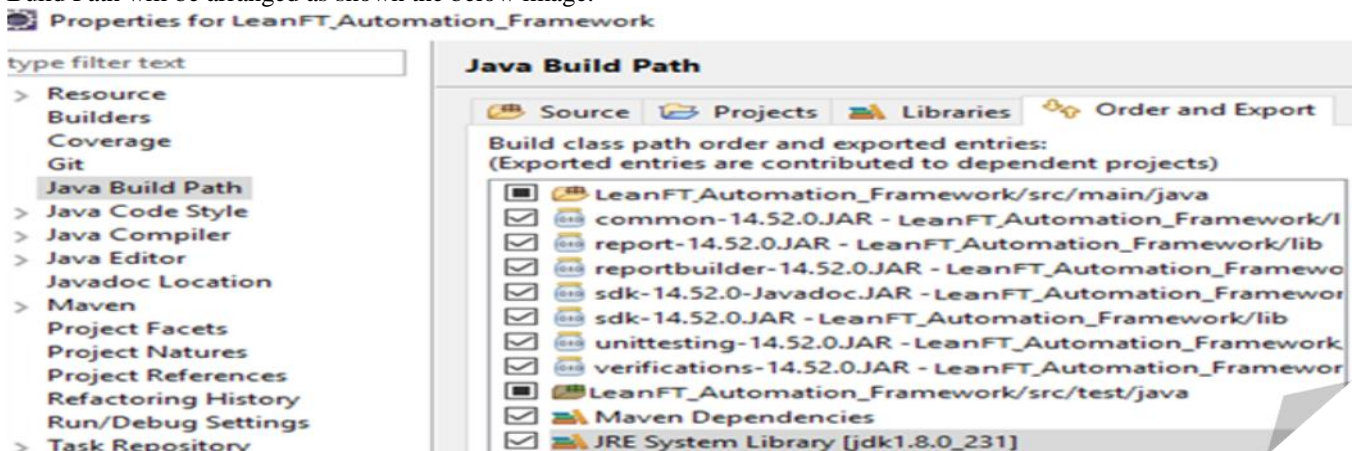 Build Path will be arranged as shown the below image.
Properties for LeanFT_Automation_Framework
type filter text
Resource
Builders
Coverage
Git
Java Build Path
Java Code Style
Java Compiler
Java Editor
Javadoc Location
Maven
Project Facets
Project Natures
Project References
Refactoring History
Run/Debug Settings
Task Repository
Java Build Path
Source Projects Libraries Order and Export
Build class path order and exported entries:
(Exported entries are contributed to dependent projects)
LeanFT_Automation_Framework/src/main/java
common-14.52.0.JAR - LeanFT_Automation_Framework/l
report-14.52.0.JAR - LeanFT_Automation_Framework/lib
reportbuilder-14.52.0.JAR - LeanFT_Automation_Framewo
sdk-14.52.0-Javadoc.JAR - LeanFT_Automation_Framewor
sdk-14.52.0.JAR - LeanFT_Automation_Framework/lib
unittesting-14.52.0.JAR - LeanFT_Automation_Framework
verifications-14.52.0.JAR - LeanFT_Automation_Framewor
LeanFT_Automation_Framework/src/test/java
Maven Dependencies
JRE System Library [jdk1.8.0_231]